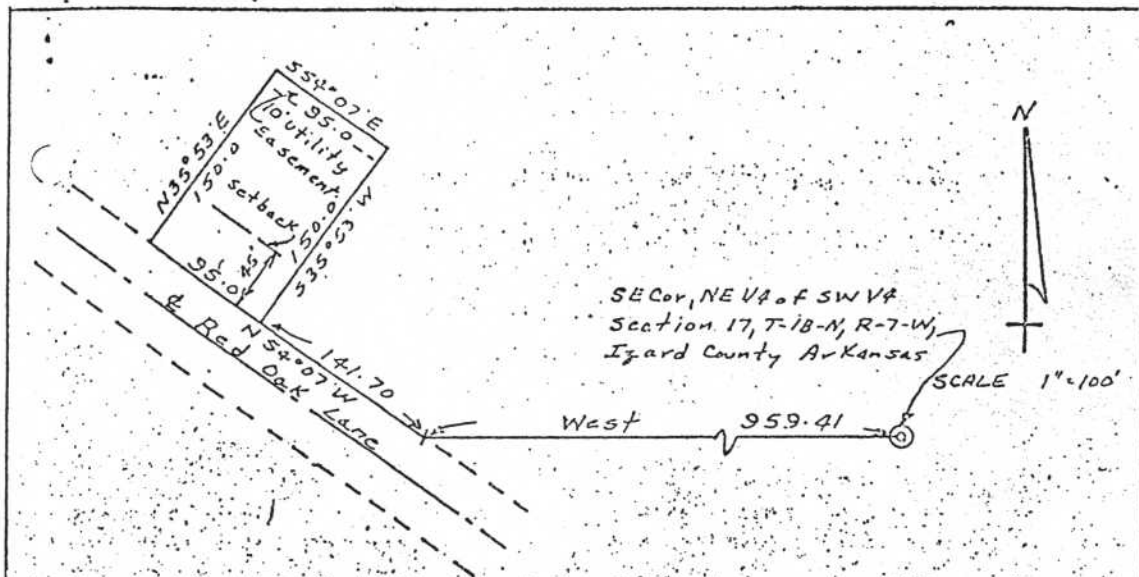 S54°07'E
95.0
10' utility
easement
N35°53'E
150.0
setback
45'
150.0
S35°53'W
95.0
N54°07'W
141.70
℄ Red Oak Lane
West 959.41
SE Cor, NE 1/4 of SW 1/4
Section 17, T-18-N, R-7-W,
Izard County Arkansas
N
SCALE 1"=100'